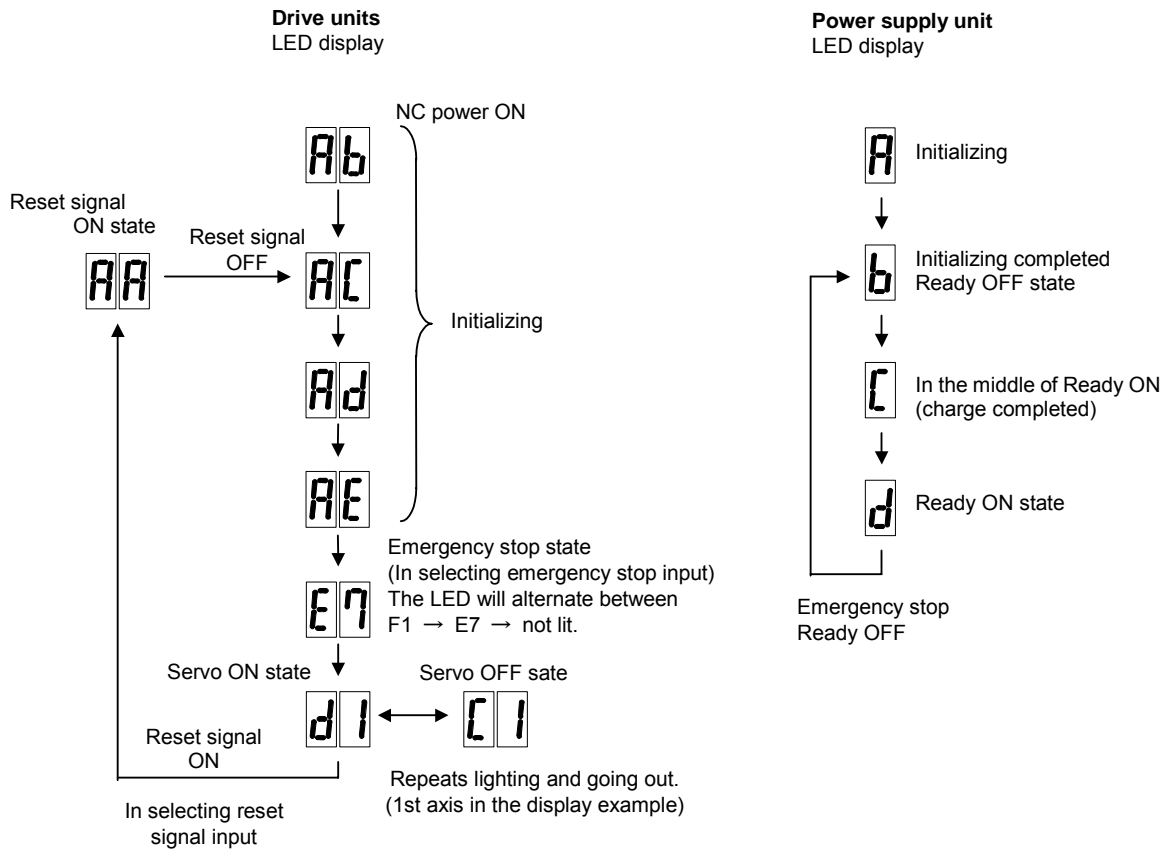 Drive units
LED display
Power supply unit
LED display
NC power ON
Ab
A
Initializing
Reset signal
ON state
Reset signal
OFF
AA
AC
b
Initializing completed
Ready OFF state
Initializing
Ad
C
In the middle of Ready ON
(charge completed)
AE
d
Ready ON state
Emergency stop state
(In selecting emergency stop input)
The LED will alternate between
F1 → E7 → not lit.
E7
Emergency stop
Ready OFF
Servo ON state
Servo OFF sate
d1
C1
Reset signal
ON
Repeats lighting and going out.
(1st axis in the display example)
In selecting reset
signal input